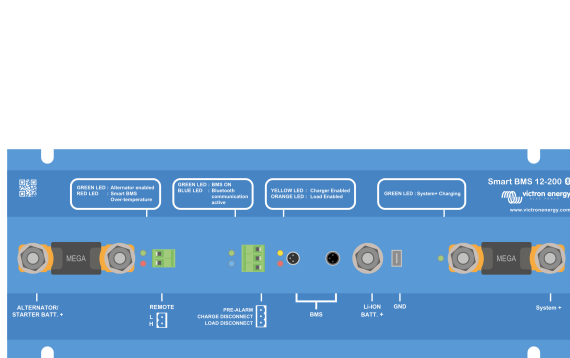 Smart BMS 12-200
victron energy
BLUE POWER
www.victronenergy.com
GREEN LED : Alternator enabled
RED LED : Smart BMS
Over-temperature
GREEN LED : BMS ON
BLUE LED : Bluetooth
communication
active
YELLOW LED : Charger Enabled
ORANGE LED : Load Enabled
GREEN LED : System+ Charging
MEGA
MEGA
ALTERNATOR/
STARTER BATT. +
REMOTE
L
H
PRE-ALARM
CHARGE DISCONNECT
LOAD DISCONNECT
BMS
LI-ION
BATT. +
GND
System +